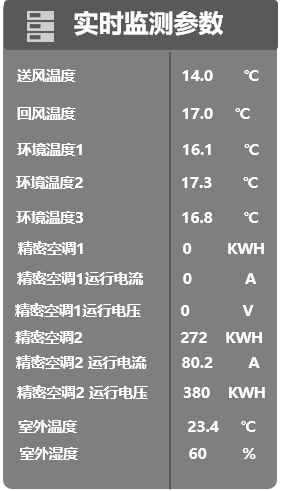 实时监测参数
送风温度 14.0 ℃
回风温度 17.0 ℃
环境温度1 16.1 ℃
环境温度2 17.3 ℃
环境温度3 16.8 ℃
精密空调1 0 KWH
精密空调1运行电流 0 A
精密空调1运行电压 0 V
精密空调2 272 KWH
精密空调2 运行电流 80.2 A
精密空调2 运行电压 380 KWH
室外温度 23.4 ℃
室外湿度 60 %